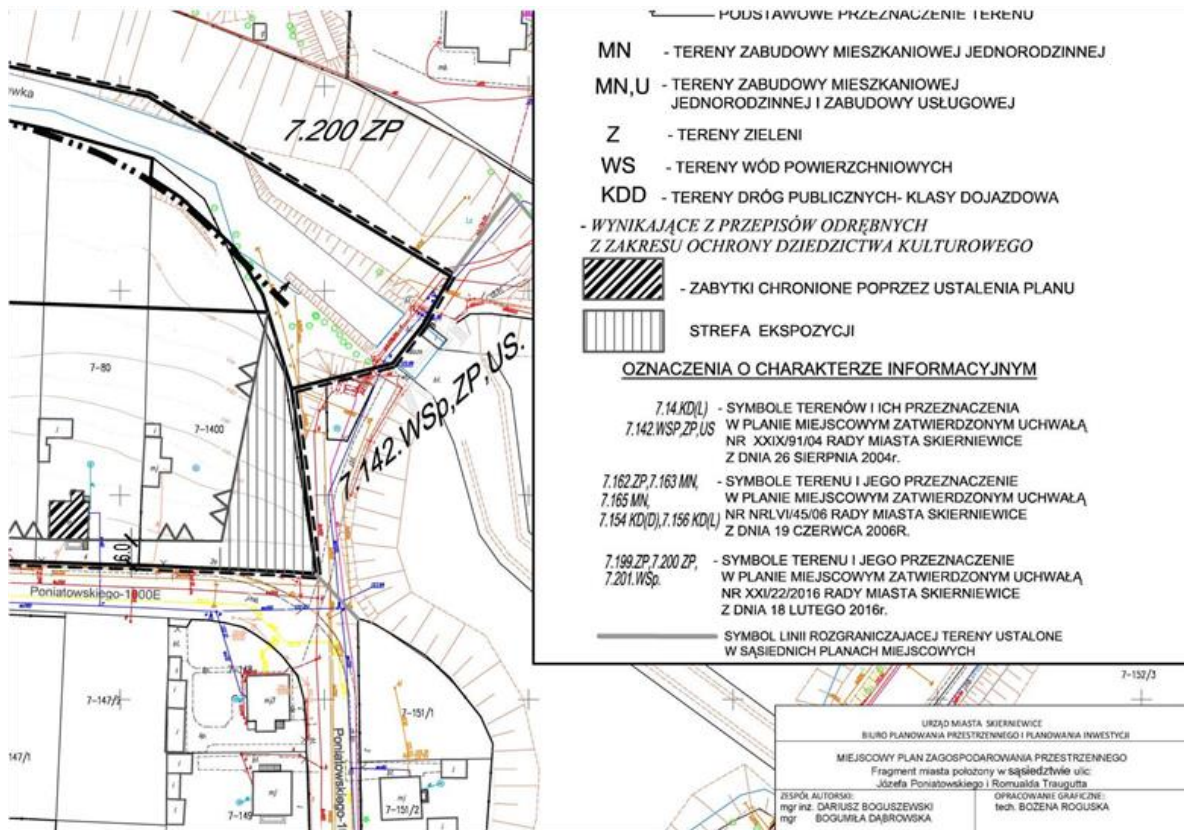 PODSTAWOWE PRZEZNACZENIE TERENU
MN - TERENY ZABUDOWY MIESZKANIOWEJ JEDNORODZINNEJ
MN,U - TERENY ZABUDOWY MIESZKANIOWEJ
JEDNORODZINNEJ I ZABUDOWY USŁUGOWEJ
Z - TERENY ZIELENI
WS - TERENY WÓD POWIERZCHNIOWYCH
KDD - TERENY DRÓG PUBLICZNYCH- KLASY DOJAZDOWA
- WYNIKAJĄCE Z PRZEPISÓW ODRĘBNYCH
Z ZAKRESU OCHRONY DZIEDZICTWA KULTUROWEGO
- ZABYTKI CHRONIONE POPRZEZ USTALENIA PLANU
STREFA EKSPOZYCJI
OZNACZENIA O CHARAKTERZE INFORMACYJNYM
7.14.KD(L) - SYMBOLE TERENÓW I ICH PRZEZNACZENIA
7.142.WSP,ZP,US W PLANIE MIEJSCOWYM ZATWIERDZONYM UCHWAŁĄ
NR XXIX/91/04 RADY MIASTA SKIERNIEWICE
Z DNIA 26 SIERPNIA 2004r.
7.162.ZP,7.163 MN, - SYMBOLE TERENU I JEGO PRZEZNACZENIE
7.165 MN, W PLANIE MIEJSCOWYM ZATWIERDZONYM UCHWAŁĄ
NR NRLVI/45/06 RADY MIASTA SKIERNIEWICE
7.154 KD(D),7.156 KD(L) Z DNIA 19 CZERWCA 2006R.
7.199.ZP,7.200 ZP, - SYMBOLE TERENU I JEGO PRZEZNACZENIE
7.201.WSp. W PLANIE MIEJSCOWYM ZATWIERDZONYM UCHWAŁĄ
NR XXI/22/2016 RADY MIASTA SKIERNIEWICE
Z DNIA 18 LUTEGO 2016r.
SYMBOL LINII ROZGRANICZAJACEJ TERENY USTALONE
W SĄSIEDNICH PLANACH MIEJSCOWYCH
ewka
7.200 ZP
7.142.WSp,ZP,US.
7-80
7-1400
6.0
Poniatowskiego-1000E
7-148
7-147/2
147/1
7-149
7-151/1
7-151/2
Poniatowskiego-1
7-152/3
URZĄD MIASTA SKIERNIEWICE
BIURO PLANOWANIA PRZESTRZENNEGO I PLANOWANIA INWESTYCJI
MIEJSCOWY PLAN ZAGOSPODAROWANIA PRZESTRZENNEGO
Fragment miasta położony w sąsiedztwie ulic:
Józefa Poniatowskiego i Romualda Traugutta
ZESPÓŁ AUTORSKI:
mgr inż. DARIUSZ BOGUSZEWSKI
mgr BOGUMIŁA DĄBROWSKA
OPRACOWANIE GRAFICZNE:
tech. BOŻENA ROGUSKA